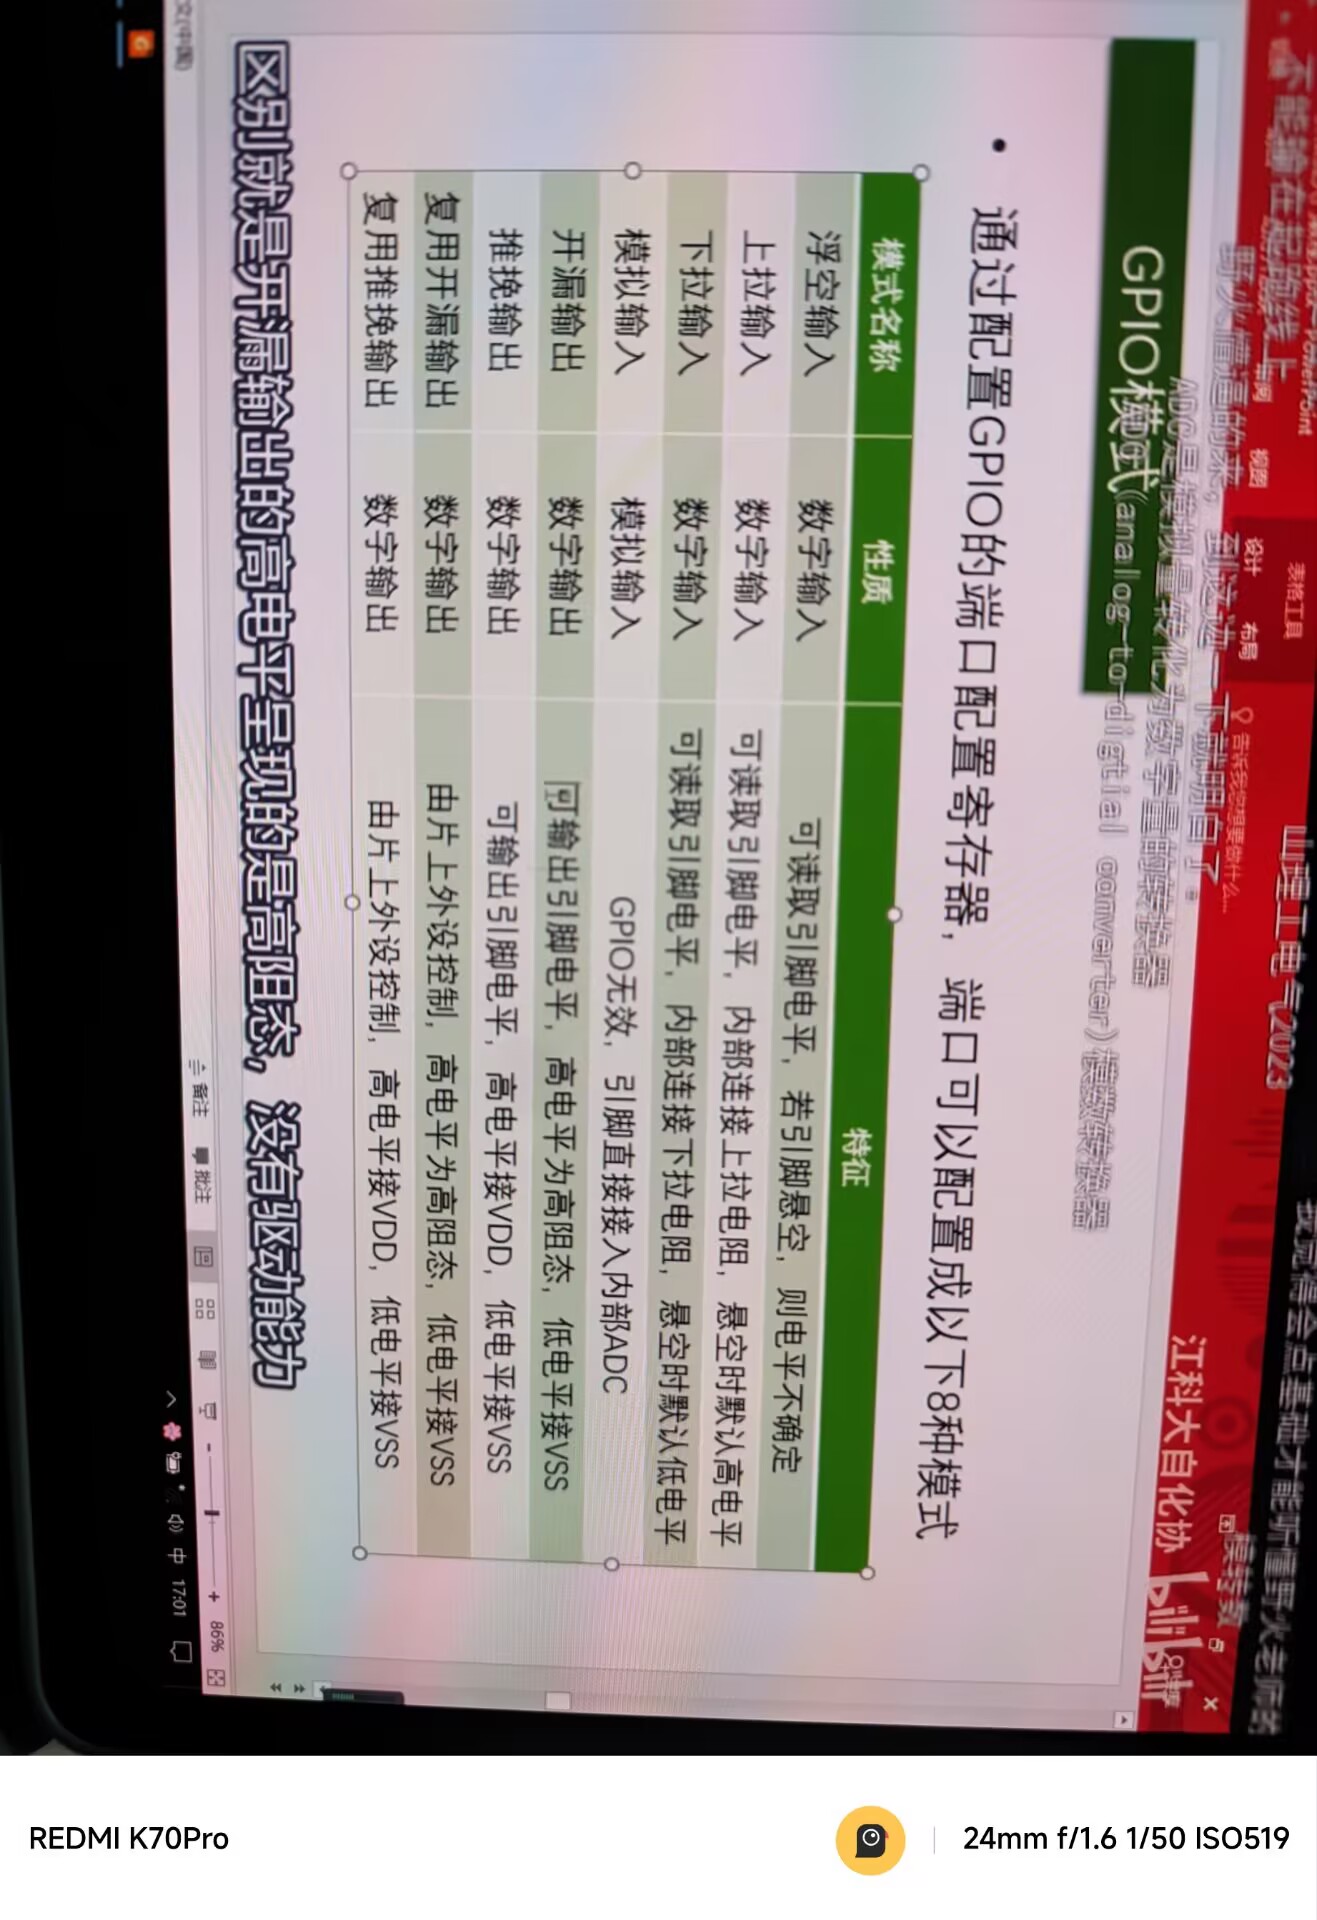 PowerPoint
不能输在起跑线上
审阅
视图
表格工具
设计
布局
告诉我您想要做什么...
山理工电气2023
我觉得会点基础才能听懂野火老师的
模转数
野火懵逼的来，到这边一下就明白了。
ADC是模拟量转化为数字量的转换器
(analog-to-digtial converter)模数转换器
江科大自化协
bilibili
GPIO模式
• 通过配置GPIO的端口配置寄存器，端口可以配置成以下8种模式
模式名称 性质 特征
浮空输入 数字输入 可读取引脚电平，若引脚悬空，则电平不确定
上拉输入 数字输入 可读取引脚电平，内部连接上拉电阻，悬空时默认高电平
下拉输入 数字输入 可读取引脚电平，内部连接下拉电阻，悬空时默认低电平
模拟输入 模拟输入 GPIO无效，引脚直接接入内部ADC
开漏输出 数字输出 可输出引脚电平，高电平为高阻态，低电平接VSS
推挽输出 数字输出 可输出引脚电平，高电平接VDD，低电平接VSS
复用开漏输出 数字输出 由片上外设控制，高电平为高阻态，低电平接VSS
复用推挽输出 数字输出 由片上外设控制，高电平接VDD，低电平接VSS
区别就是开漏输出的高电平呈现的是高阻态，没有驱动能力
文(中国)
备注
批注
86%
中
17:01
24mm f/1.6 1/50 ISO519
REDMI K70Pro